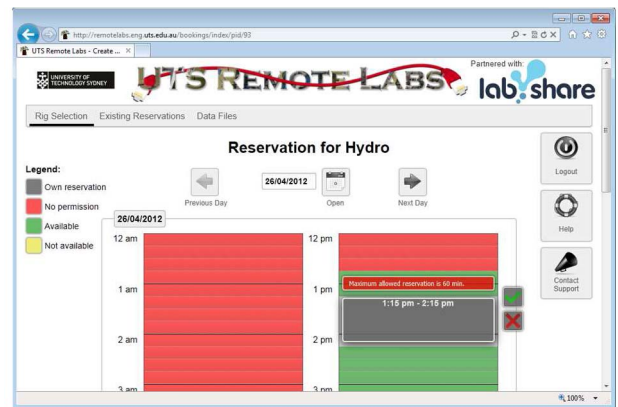 http://remotelabs.eng.uts.edu.au/bookings/index/pid/93
UTS Remote Labs - Create ...
UNIVERSITY OF
TECHNOLOGY SYDNEY
UTS REMOTE LABS
Partnered with:
lab share
Rig Selection Existing Reservations Data Files
Reservation for Hydro
Logout
Help
Contact
Support
Legend:
Own reservation
No permission
Available
Not available
Previous Day
26/04/2012
Open
Next Day
26/04/2012
12 am
1 am
2 am
3 am
12 pm
1 pm
2 pm
3 pm
Maximum allowed reservation is 60 min.
1:15 pm - 2:15 pm
100%